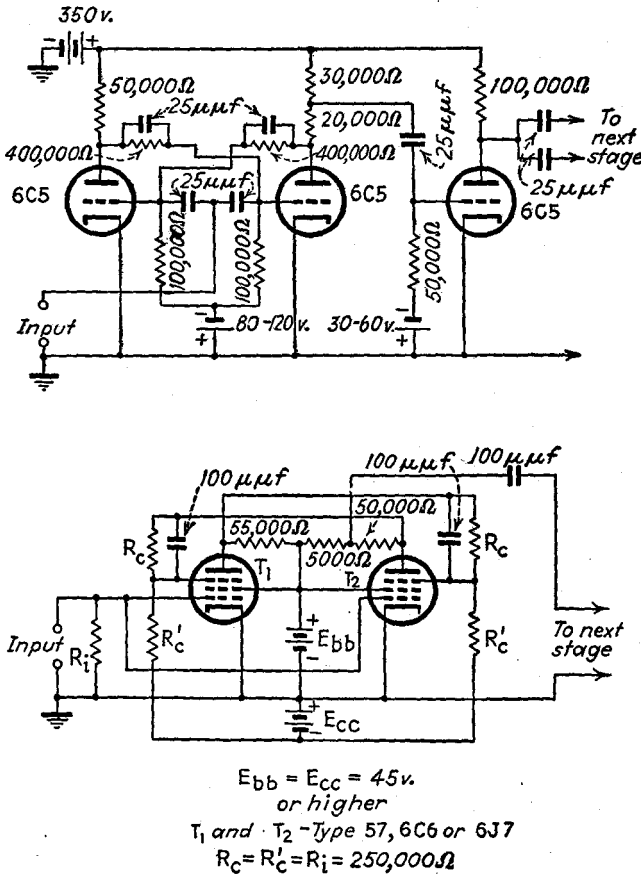 350 v.
- +
50,000Ω
30,000Ω
100,000Ω
25μμf
20,000Ω
25μμf
To
next
stage
400,000Ω
400,000Ω
25μμf
25μμf
6C5
6C5
6C5
100,000Ω
100,000Ω
50,000Ω
Input
-
80-120v.
+
30-60v.
-
+
100μμf
100μμf
100μμf
50,000Ω
55,000Ω
5000Ω
Rc
Rc
T1
T2
Input
Ri
R'c
R'c
+
Ebb
-
To next
stage
+
Ecc
-
Ebb = Ecc = 45v.
or higher
T1 and T2 - Type 57, 6C6 or 6J7
Rc = R'c = Ri = 250,000Ω